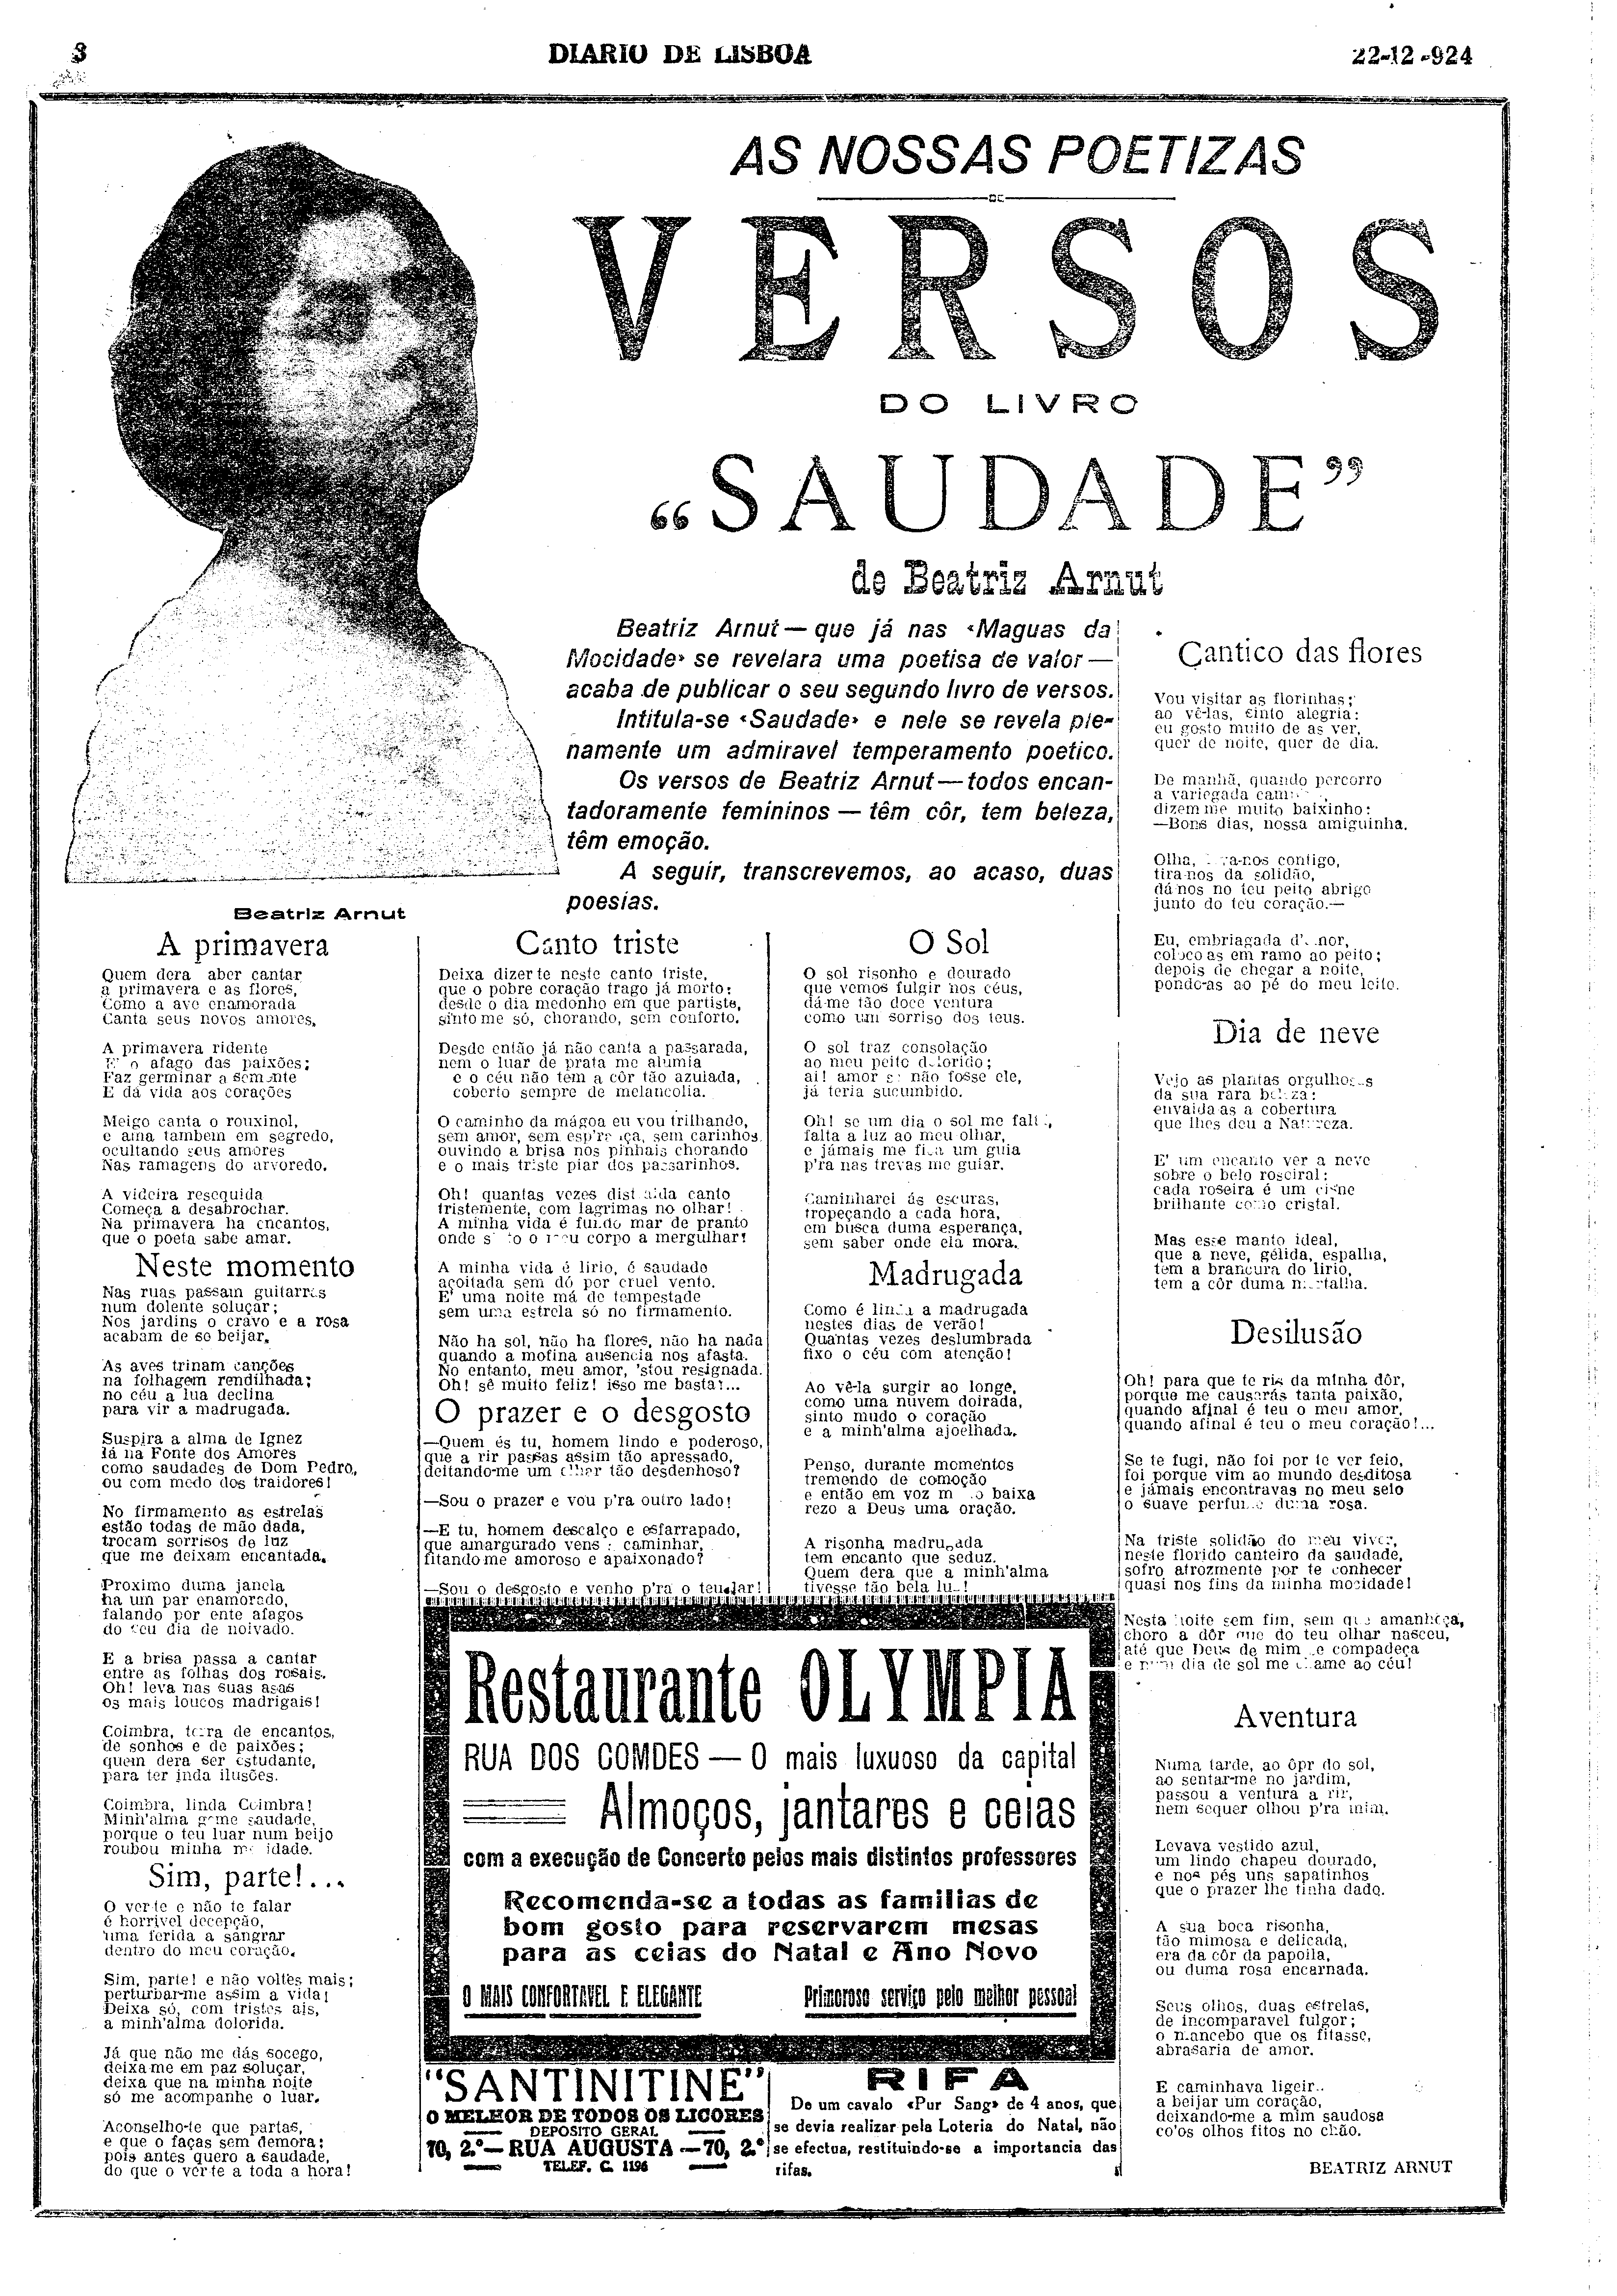 3
DIARIO DE LISBOA
22-12-924
AS NOSSAS POETIZAS
VERSOS
DO LIVRO
“SAUDADE”
de Beatriz Arnut
Beatriz Arnut — que já nas «Maguas da
Mocidade» se revelara uma poetisa de valor —
acaba de publicar o seu segundo livro de versos.
Intitula-se «Saudade» e nele se revela ple-
namente um admiravel temperamento poetico.
Os versos de Beatriz Arnut — todos encan-
tadoramente femininos — têm côr, tem beleza,
têm emoção.
A seguir, transcrevemos, ao acaso, duas
poesias.
Beatriz Arnut
A primavera
Quem dera aber cantar
a primavera e as flores,
Como a ave enamorada
Canta seus novos amores.
A primavera ridente
E' o afago das paixões;
Faz germinar a semente
E dá vida aos corações
Meigo canta o rouxinol,
e ama tambem em segredo,
ocultando seus amores
Nas ramagens do arvoredo.
A videira resequida
Começa a desabrochar.
Na primavera ha encantos,
que o poeta sabe amar.
Neste momento
Nas ruas passam guitarras
num dolente soluçar;
Nos jardins o cravo e a rosa
acabam de se beijar.
As aves trinam canções
na folhagem rendilhada;
no céu a lua declina
para vir a madrugada.
Suspira a alma de Ignez
lá na Fonte dos Amores
como saudades de Dom Pedro,
ou com medo dos traidores!
No firmamento as estrelas
estão todas de mão dada,
trocam sorrisos de luz
que me deixam encantada.
Proximo duma janela
ha um par enamorado,
falando por ente afagos
do seu dia de noivado.
E a brisa passa a cantar
entre as folhas dos rosais.
Oh! leva nas suas asas
os mais loucos madrigais!
Coimbra, terra de encantos,
de sonhos e de paixões;
quem dera ser estudante,
para ter inda ilusões.
Coimbra, linda Coimbra!
Minh'alma geme saudade,
porque o teu luar num beijo
roubou minha idade.
Sim, parte!...
O ver-te e não te falar
é horrivel decepção,
uma ferida a sangrar
dentro do meu coração.
Sim, parte! e não voltes mais;
perturbar-me assim a vida!
Deixa só, com tristes ais,
a minh'alma dolorida.
Já que não me dás socego,
deixa-me em paz soluçar,
deixa que na minha noite
só me acompanhe o luar.
Aconselho-te que partas,
e que o faças sem demora;
pois antes quero a saudade,
do que o ver-te a toda a hora!
Canto triste
Deixa dizer-te neste canto triste,
que o pobre coração trago já morto;
desde o dia medonho em que partiste,
sinto-me só, chorando, sem conforto.
Desde então já não canta a passarada,
nem o luar de prata me alumia
e o céu não tem a côr tão azulada,
coberto sempre de melancolia.
O caminho da mágoa eu vou trilhando,
sem amor, sem esp'rança, sem carinhos.
ouvindo a brisa nos pinhais chorando
e o mais triste piar dos passarinhos.
Oh! quantas vezes distraida canto
tristemente, com lagrimas no olhar!
A minha vida é fundo mar de pranto
onde sinto o meu corpo a mergulhar!
A minha vida é lirio, é saudade
açoitada sem dó por cruel vento.
E' uma noite má de tempestade
sem uma estrela só no firmamento.
Não ha sol, não ha flores, não ha nada
quando a mofina ausencia nos afasta.
No entanto, meu amor, 'stou resignada.
Oh! sê muito feliz! isso me basta!...
O prazer e o desgosto
—Quem és tu, homem lindo e poderoso,
que a rir passas assim tão apressado,
deitando-me um olhar tão desdenhoso?
—Sou o prazer e vou p'ra outro lado!
—E tu, homem descalço e esfarrapado,
que amargurado vens a caminhar,
fitando-me amoroso e apaixonado?
—Sou o desgosto e venho p'ra o teu lar!
O Sol
O sol risonho e dourado
que vemos fulgir nos céus,
dá-me tão doce ventura
como um sorriso dos teus.
O sol traz consolação
ao meu peito dolorido;
ai! amor se não fosse ele,
já teria sucumbido.
Oh! se um dia o sol me falta,
falta a luz ao meu olhar,
e jámais me fica um guia
p'ra nas trevas me guiar.
Caminharei ás escuras,
tropeçando a cada hora,
em busca duma esperança,
sem saber onde ela mora.
Madrugada
Como é linda a madrugada
nestes dias de verão!
Quantas vezes deslumbrada
fixo o céu com atenção!
Ao vê-la surgir ao longe,
como uma nuvem doirada,
sinto mudo o coração
e a minh'alma ajoelhada.
Penso, durante momentos
tremendo de comoção
e então em voz baixa
rezo a Deus uma oração.
A risonha madrugada
tem encanto que seduz.
Quem dera que a minh'alma
tivesse tão bela luz!
Restaurante OLYMPIA
RUA DOS COMDES — O mais luxuoso da capital
Almoços, jantares e ceias
com a execução de Concerto pelos mais distintos professores
Recomenda-se a todas as familias de
bom gosto para reservarem mesas
para as ceias do Natal e Ano Novo
O MAIS CONFORTAVEL E ELEGANTE
Primoroso serviço pelo melhor pessoal
"SANTINITINE"
O MELHOR DE TODOS OS LICORES
DEPOSITO GERAL
70, 2.º — RUA AUGUSTA — 70, 2.º
TELEF. C. 1196
RIFA
De um cavalo «Pur Sang» de 4 anos, que
se devia realizar pela Loteria do Natal, não
se efectua, restituindo-se a importancia das
rifas.
Cantico das flores
Vou visitar as florinhas;
ao vê-las, sinto alegria;
eu gosto muito de as ver,
quer de noite, quer de dia.
De manhã, quando percorro
a variegada
dizem-me muito baixinho:
—Bons dias, nossa amiguinha.
Olha, contigo,
tira-nos da solidão,
dá-nos no teu peito abrigo
junto do teu coração.—
Eu, embriagada
coloco-as em ramo ao peito;
depois de chegar a noite,
ponde-as ao pé do meu leito.
Dia de neve
Vejo as plantas orgulhosas
da sua rara beleza;
envaida-as a cobertura
que lhes deu a Natureza.
E' um encanto ver a neve
sobre o belo roseiral;
cada roseira é um cisne
brilhante como cristal.
Mas esse manto ideal,
que a neve, gélida, espalha,
tem a brancura do lirio,
tem a côr duma mortalha.
Desilusão
Oh! para que te ris da minha dôr,
porque me causarás tanta paixão,
quando afinal é teu o meu amor,
quando afinal é teu o meu coração!...
Se te fugi, não foi por te ver feio,
foi porque vim ao mundo desditosa
e jámais encontravas no meu seio
o suave perfume duma rosa.
Na triste solidão do meu viver,
neste florido canteiro da saudade,
sofro atrozmente por te conhecer
quasi nos fins da minha mocidade!
Nesta noite sem fim, sem que amanheça,
choro a dôr que do teu olhar nasceu,
até que Deus de mim se compadeça
e num dia de sol me chame ao céu!
Aventura
Numa tarde, ao ôpr do sol,
ao sentar-me no jardim,
passou a ventura a rir,
nem sequer olhou p'ra mim.
Levava vestido azul,
um lindo chapeu dourado,
e nos pés uns sapatinhos
que o prazer lhe tinha dado.
A sua boca risonha,
tão mimosa e delicada,
era da côr da papoila,
ou duma rosa encarnada.
Seus olhos, duas estrelas,
de incomparavel fulgor;
o mancebo que os fitasse,
abrasaria de amor.
E caminhava ligeira
a beijar um coração,
deixando-me a mim saudosa
co'os olhos fitos no chão.
BEATRIZ ARNUT